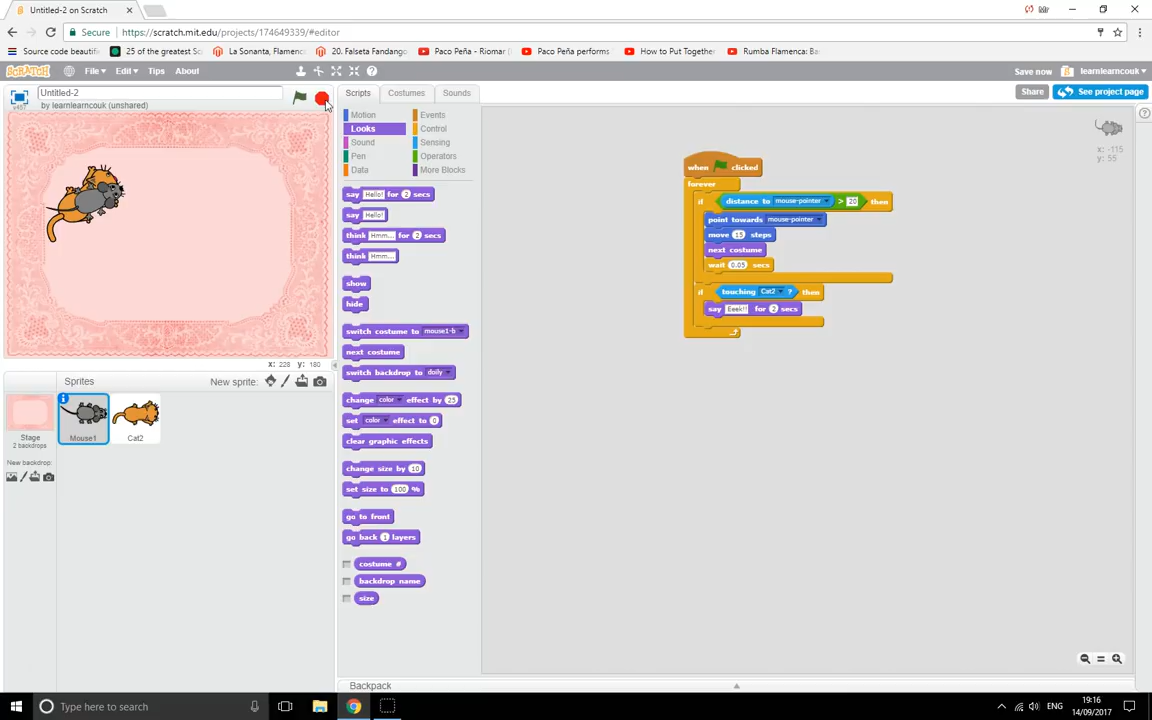 Untitled-2 on Scratch
Mr
Secure
https://scratch.mit.edu/projects/174649339/#editor
Source code beautifi
25 of the greatest Sc
La Sonanta, Flamenc
20. Falseta Fandango
Paco Peña - Riomar (
Paco Peña performs
How to Put Together
Rumba Flamenca: Ba
SCRATCH
File
Edit
Tips
About
Save now
learnlearncouk
Untitled-2
by learnlearncouk (unshared)
x457
Scripts
Costumes
Sounds
Share
See project page
Motion
Events
Looks
Control
Sound
Sensing
Pen
Operators
Data
More Blocks
say Hello! for 2 secs
say Hello!
think Hmm... for 2 secs
think Hmm...
show
hide
switch costume to mouse1-b
next costume
switch backdrop to doily
change color effect by 25
set color effect to 0
clear graphic effects
change size by 10
set size to 100 %
go to front
go back 1 layers
costume #
backdrop name
size
when clicked
forever
if distance to mouse-pointer > 20 then
point towards mouse-pointer
move 15 steps
next costume
wait 0.05 secs
if touching Cat2 ? then
say Eeek!! for 2 secs
x: -115
y: 55
x: 228 y: 180
Sprites
New sprite:
Stage
2 backdrops
New backdrop:
Mouse1
Cat2
Backpack
Type here to search
ENG
19:16
14/09/2017